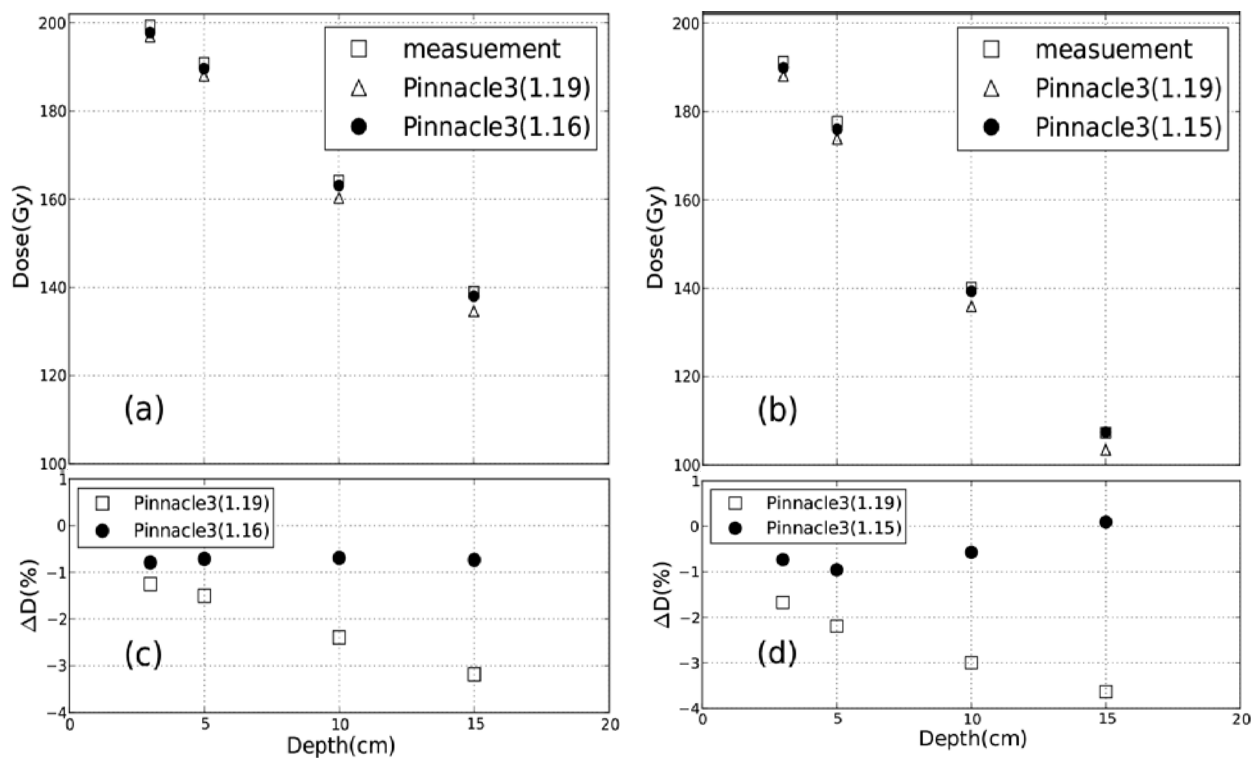 200
180
160
140
120
100
Dose(Gy)
measuement
Pinnacle3(1.19)
Pinnacle3(1.16)
(a)
200
180
160
140
120
100
Dose(Gy)
measuement
Pinnacle3(1.19)
Pinnacle3(1.15)
(b)
1
0
−1
−2
−3
−4
ΔD(%)
Pinnacle3(1.19)
Pinnacle3(1.16)
(c)
0 5 10 15 20
Depth(cm)
1
0
−1
−2
−3
−4
ΔD(%)
Pinnacle3(1.19)
Pinnacle3(1.15)
(d)
0 5 10 15 20
Depth(cm)